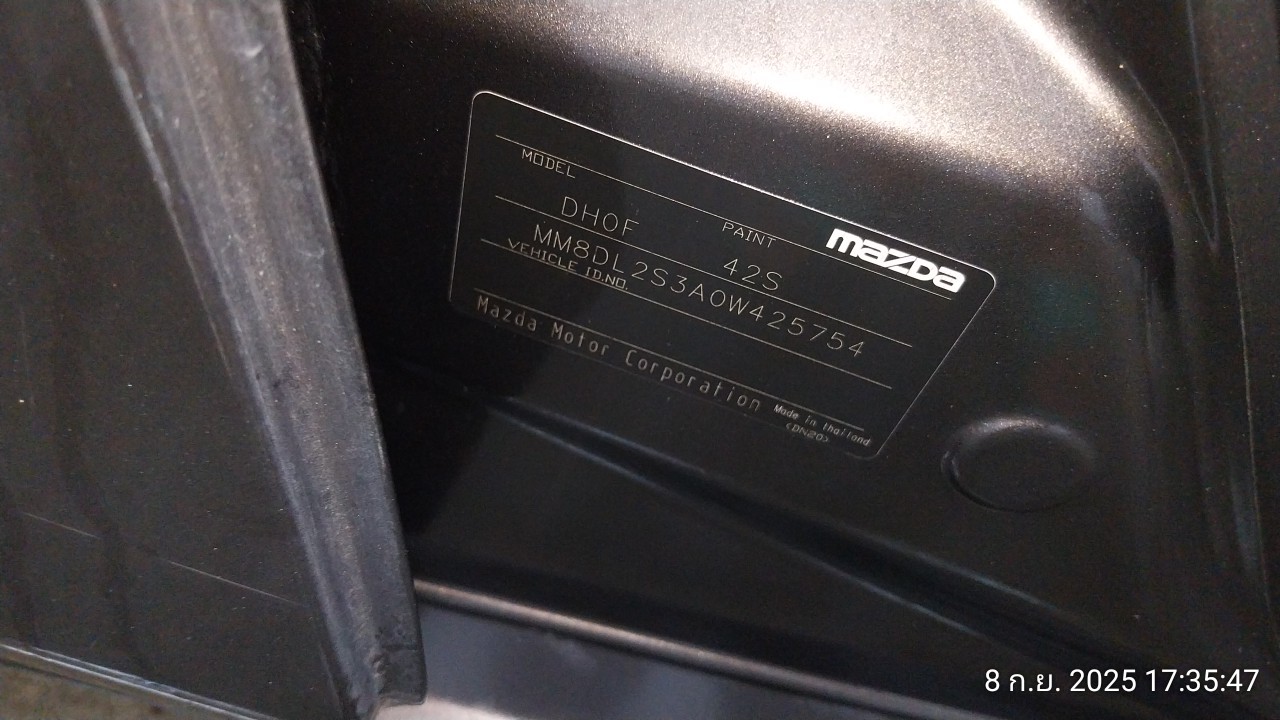 mazda
MODEL PAINT
DH0F 42S
MM8DL2S3A0W425754
VEHICLE ID.NO.
Mazda Motor Corporation Made in thailand
<DN20>
8 ก.ย. 2025 17:35:47